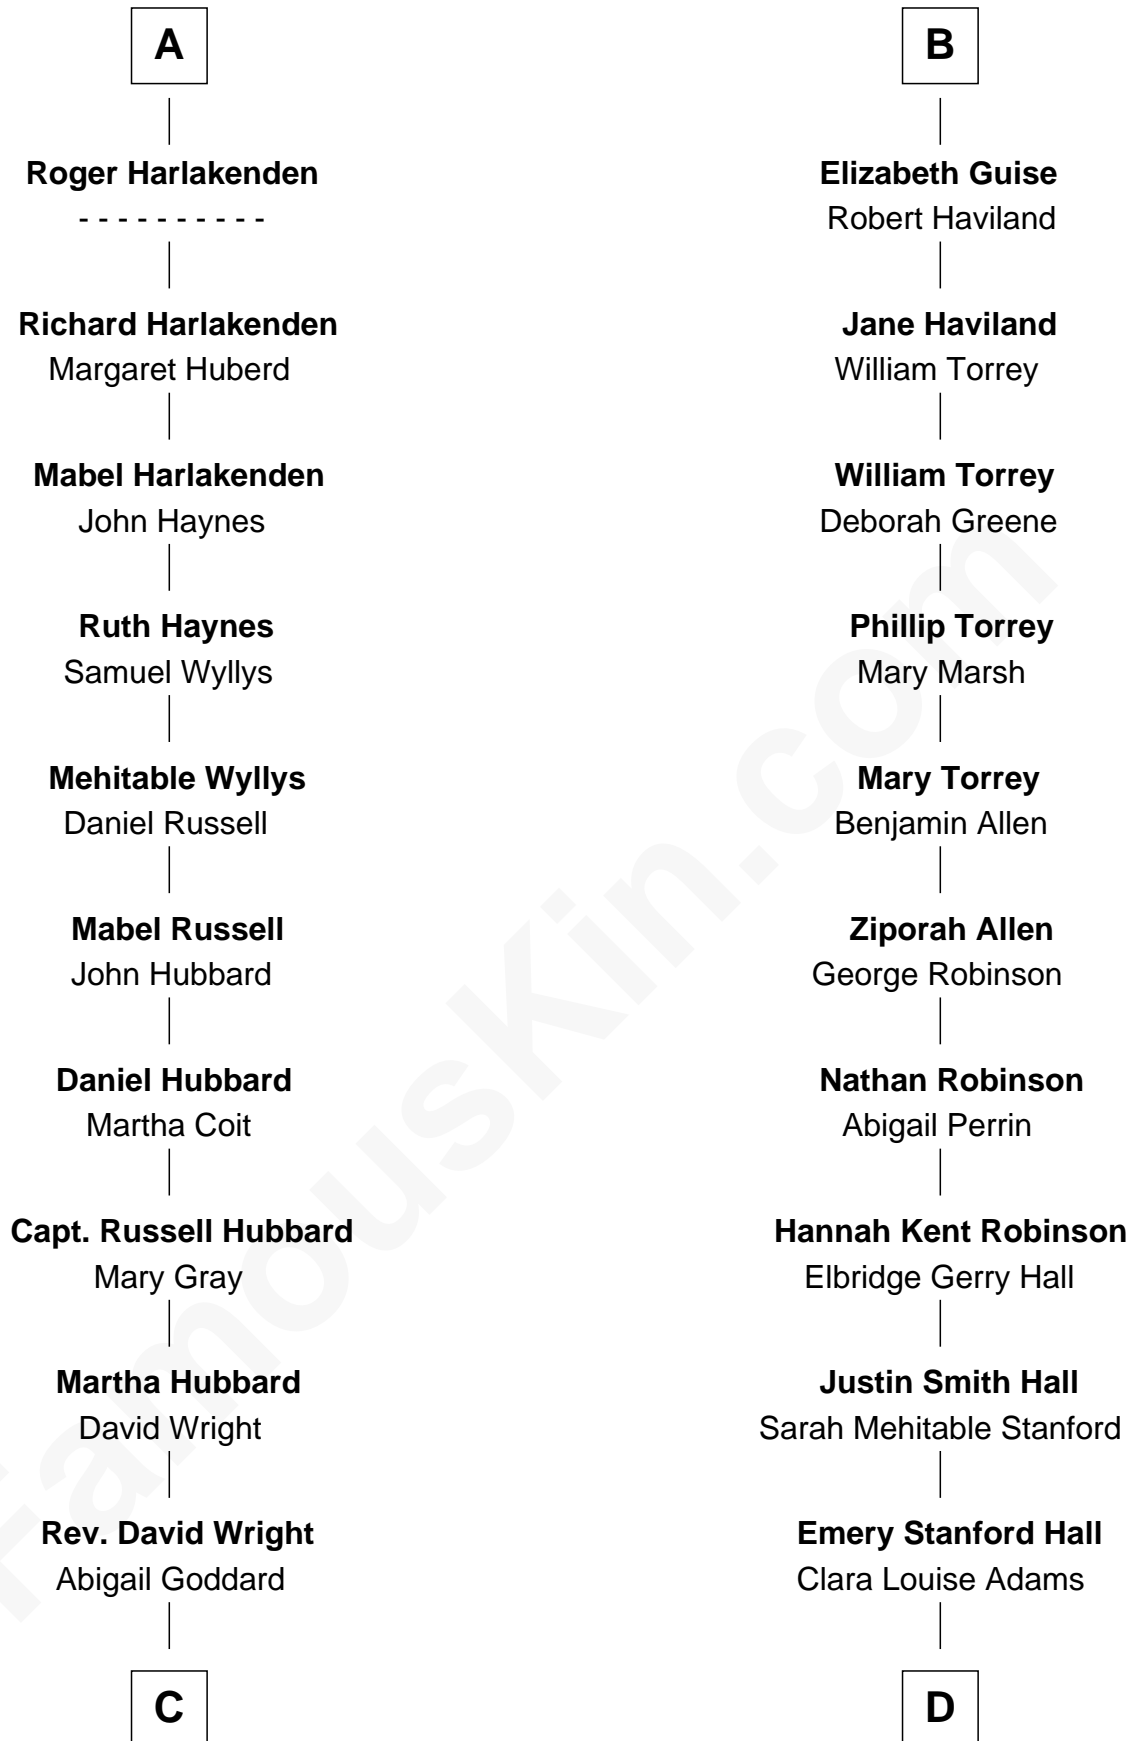 A
Roger Harlakenden
- - - - - - - - - -
Richard Harlakenden
Margaret Huberd
Mabel Harlakenden
John Haynes
Ruth Haynes
Samuel Wyllys
Mehitable Wyllys
Daniel Russell
Mabel Russell
John Hubbard
Daniel Hubbard
Martha Coit
Capt. Russell Hubbard
Mary Gray
Martha Hubbard
David Wright
Rev. David Wright
Abigail Goddard
C
B
Elizabeth Guise
Robert Haviland
Jane Haviland
William Torrey
William Torrey
Deborah Greene
Phillip Torrey
Mary Marsh
Mary Torrey
Benjamin Allen
Ziporah Allen
George Robinson
Nathan Robinson
Abigail Perrin
Hannah Kent Robinson
Elbridge Gerry Hall
Justin Smith Hall
Sarah Mehitable Stanford
Emery Stanford Hall
Clara Louise Adams
D
FamousKin.com